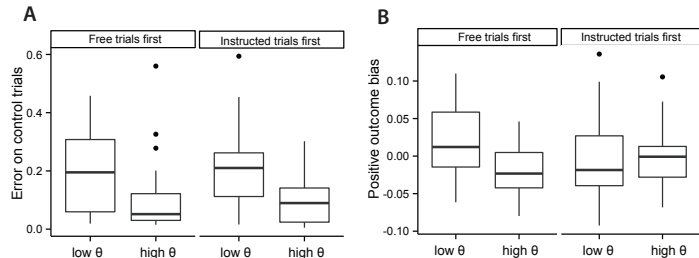 A
Free trials first
Instructed trials first
Error on control trials
0.6
0.4
0.2
0.0
low θ
high θ
low θ
high θ
B
Free trials first
Instructed trials first
Positive outcome bias
0.10
0.05
0.00
-0.05
-0.10
low θ
high θ
low θ
high θ